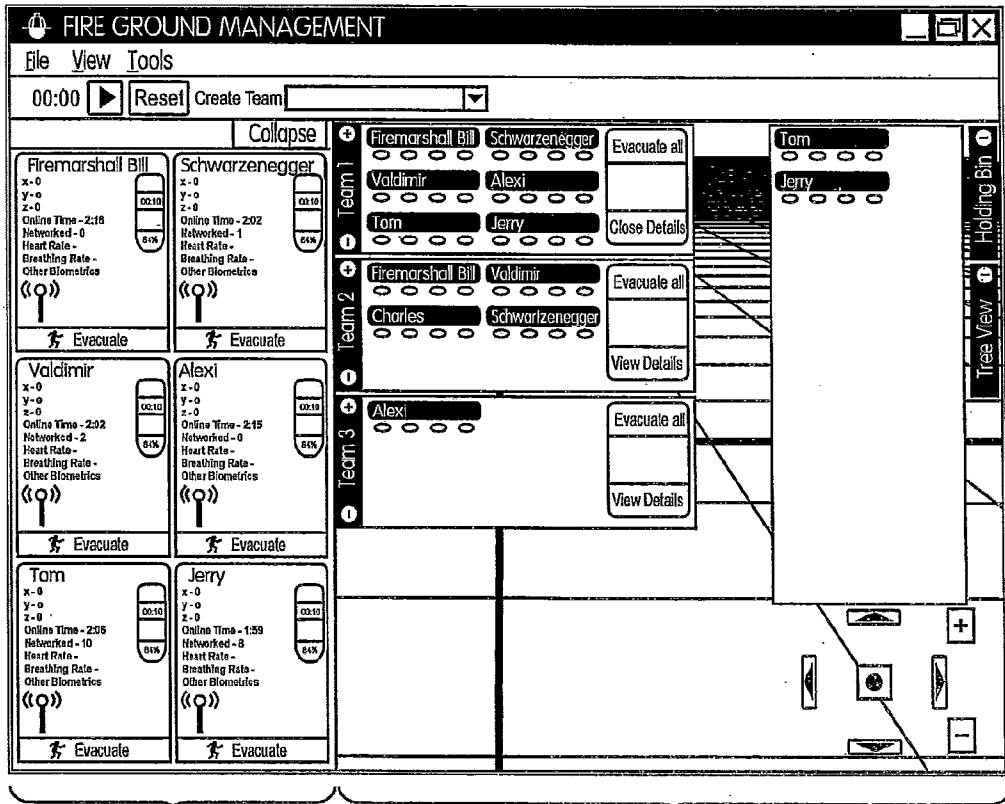 FIRE GROUND MANAGEMENT
File View Tools
00:00 Reset Create Team
Collapse
Firemarshall Bill
x-0
y-o
z-0
Online Time - 2:18
Networked - 0
Heart Rate -
Breathing Rate -
Other Biometrics
00:10
84%
Evacuate
Schwarzenegger
x-0
y-o
z-0
Online Time - 2:02
Networked - 1
Heart Rate -
Breathing Rate -
Other Biometrics
00:10
84%
Evacuate
Valdimir
x-0
y-o
z-0
Online Time - 2:02
Networked - 2
Heart Rate -
Breathing Rate -
Other Biometrics
00:10
84%
Evacuate
Alexi
x-0
y-o
z-0
Online Time - 2:15
Networked - 0
Heart Rate -
Breathing Rate -
Other Biometrics
00:10
84%
Evacuate
Tom
x-0
y-o
z-0
Online Time - 2:05
Networked - 10
Heart Rate -
Breathing Rate -
Other Biometrics
00:10
84%
Evacuate
Jerry
x-0
y-o
z-0
Online Time - 1:59
Networked - 8
Heart Rate -
Breathing Rate -
Other Biometrics
00:10
84%
Evacuate
Team 1
Firemarshall Bill Schwarzenegger
Valdimir Alexi
Tom Jerry
Evacuate all
Close Details
Team 2
Firemarshall Bill Valdimir
Charles Schwartzenegger
Evacuate all
View Details
Team 3
Alexi
Evacuate all
View Details
Tom
Jerry
Holding Bin
Tree View
+
-